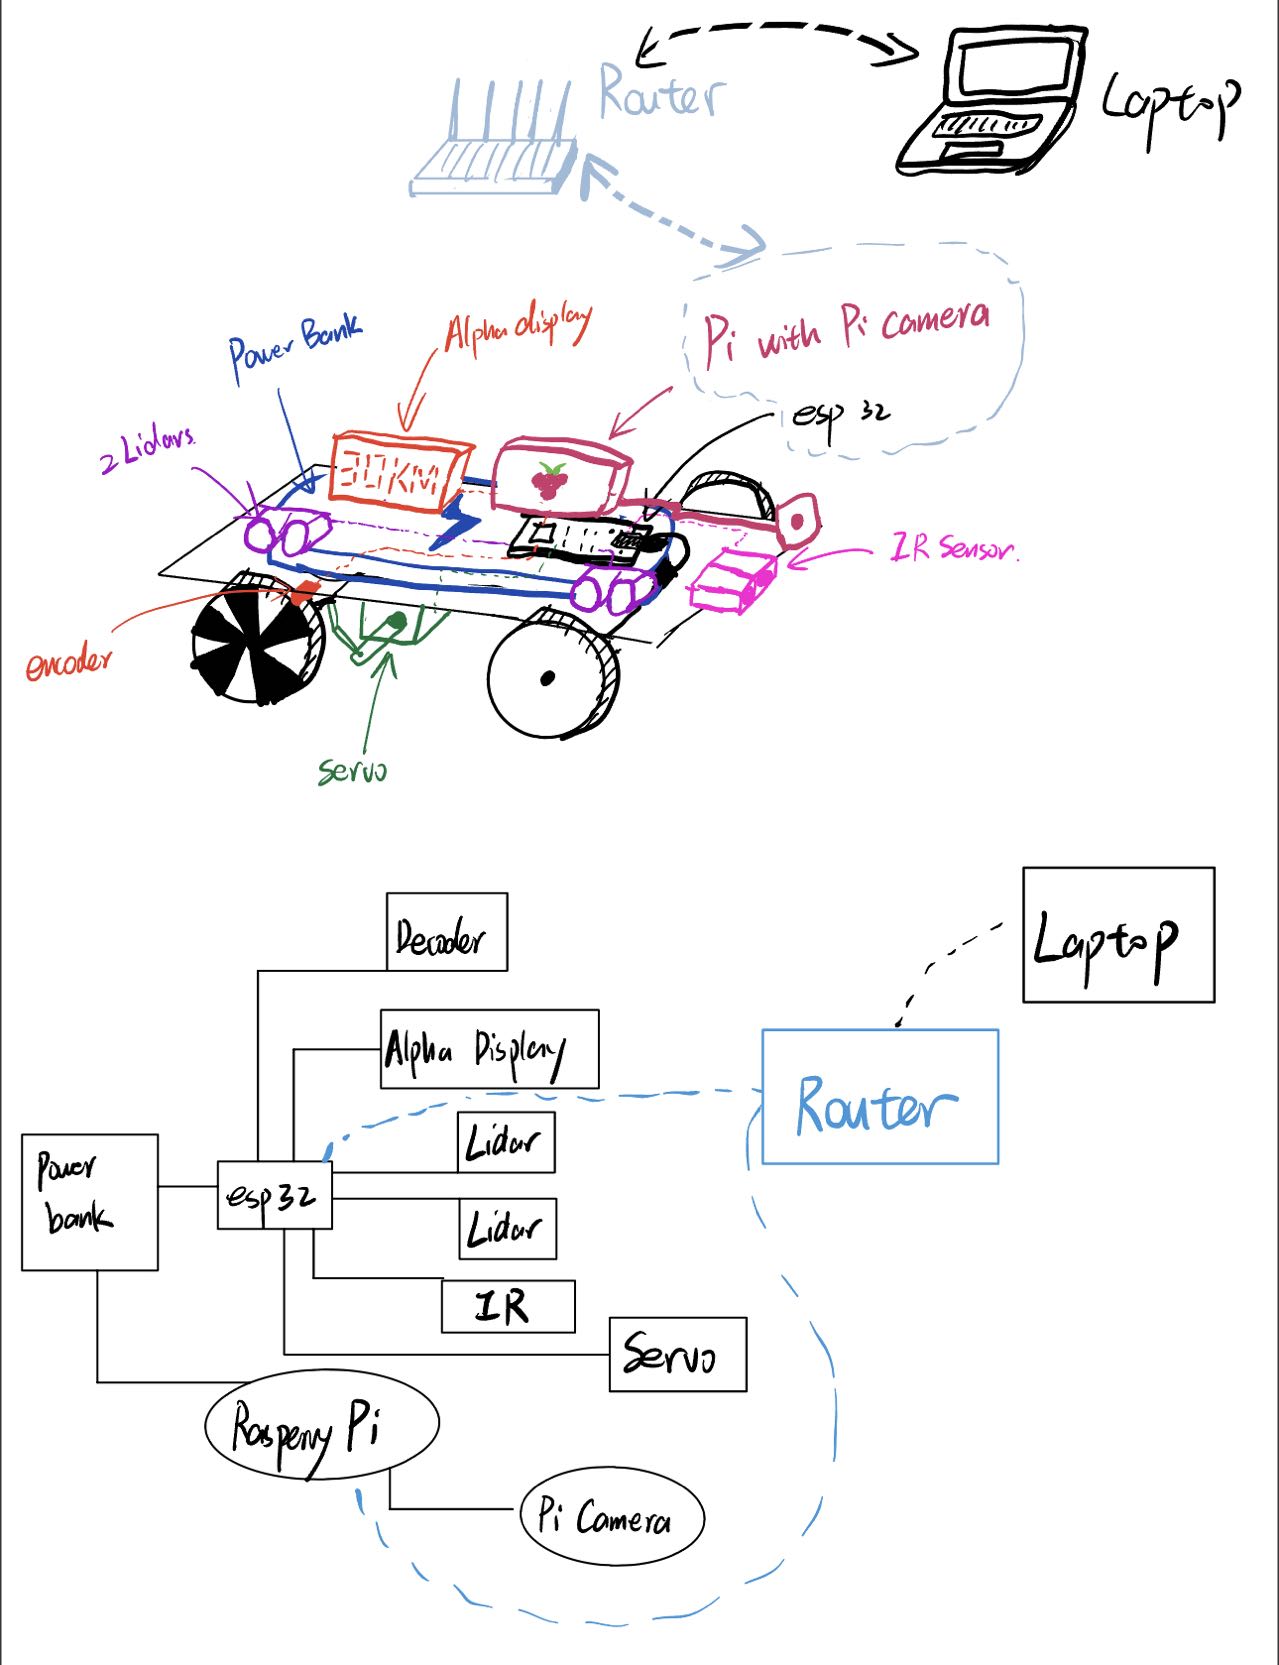 Router
Laptop
Pi with Pi camera
Alpha display
Power Bank
esp 32
2 Lidars.
30KM
IR Sensor.
encoder
Servo
Decoder
Laptop
Alpha Display
Router
Lidar
Power
bank
esp32
Lidar
IR
Servo
Rasperry Pi
Pi Camera